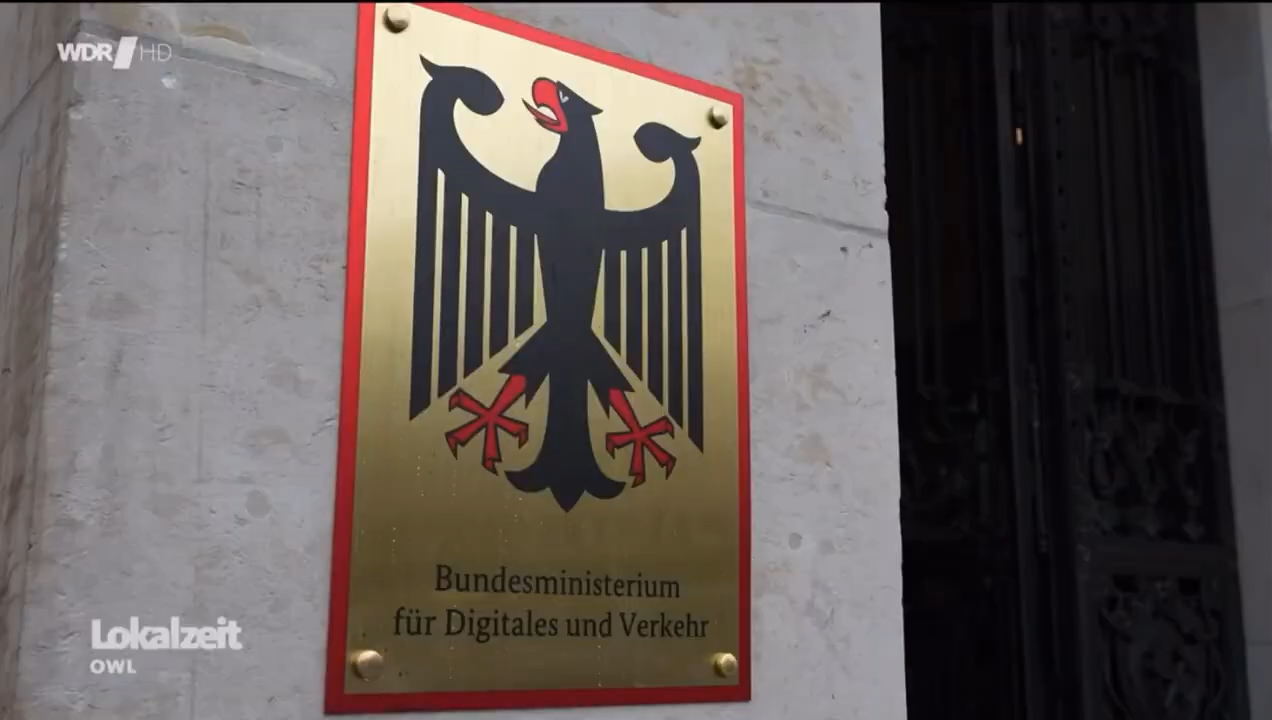 WDR HD
Bundesministerium
für Digitales und Verkehr
Lokalzeit
OWL